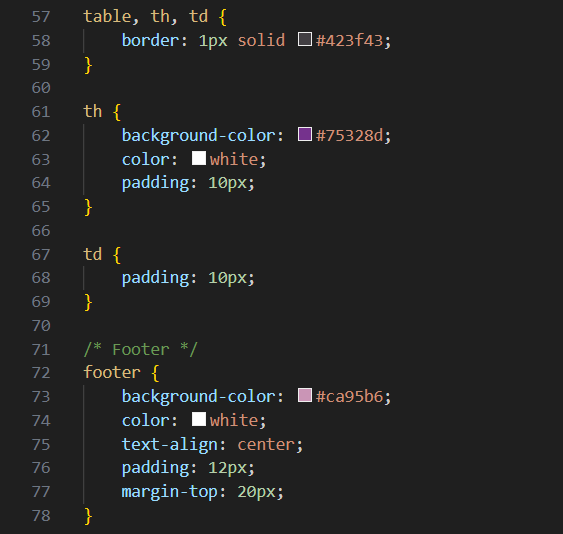 57 table, th, td {
58     border: 1px solid #423f43;
59 }
60
61 th {
62     background-color: #75328d;
63     color: white;
64     padding: 10px;
65 }
66
67 td {
68     padding: 10px;
69 }
70
71 /* Footer */
72 footer {
73     background-color: #ca95b6;
74     color: white;
75     text-align: center;
76     padding: 12px;
77     margin-top: 20px;
78 }